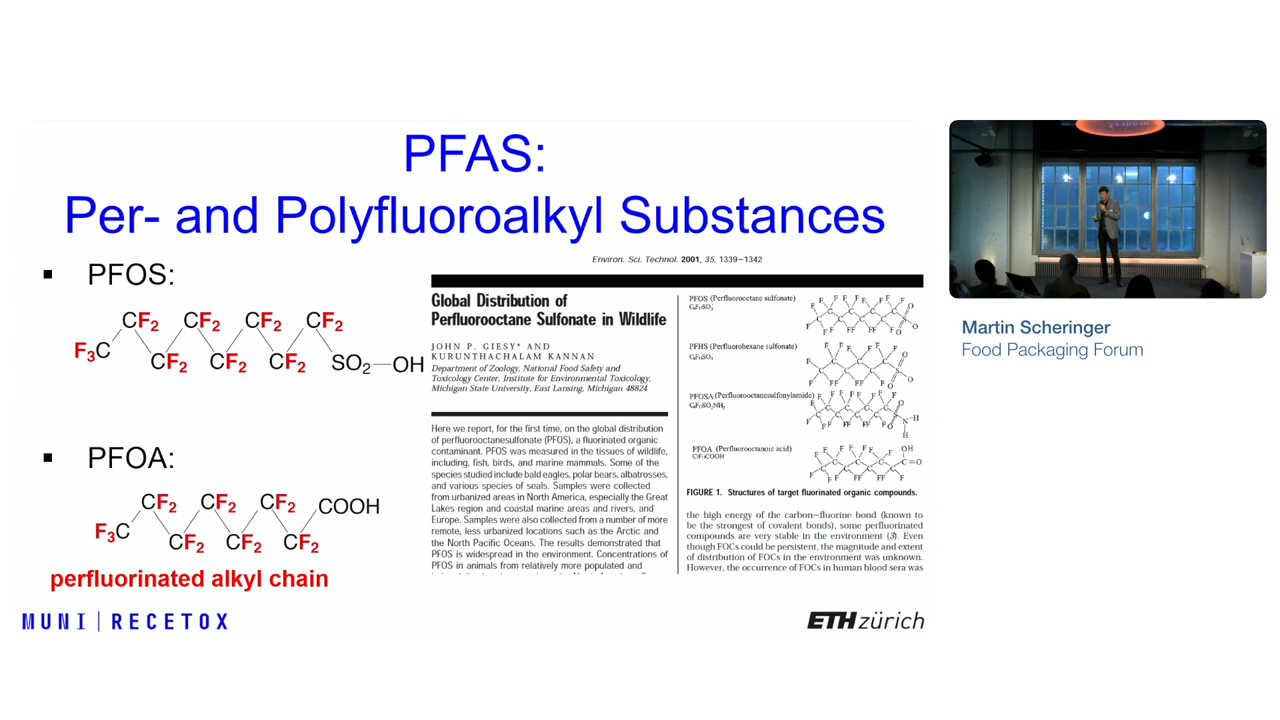 PFAS:
Per- and Polyfluoroalkyl Substances
PFOS:
CF2 CF2 CF2 CF2
F3C CF2 CF2 CF2 SO2—OH
PFOA:
CF2 CF2 CF2 COOH
F3C CF2 CF2 CF2
perfluorinated alkyl chain
Environ. Sci. Technol. 2001, 35, 1339–1342
Global Distribution of
Perfluorooctane Sulfonate in Wildlife
JOHN P. GIESY* AND
KURUNTHACHALAM KANNAN
Department of Zoology, National Food Safety and
Toxicology Center, Institute for Environmental Toxicology,
Michigan State University, East Lansing, Michigan 48824
Here we report, for the first time, on the global distribution
of perfluorooctanesulfonate (PFOS), a fluorinated organic
contaminant. PFOS was measured in the tissues of wildlife,
including, fish, birds, and marine mammals. Some of the
species studied include bald eagles, polar bears, albatrosses,
and various species of seals. Samples were collected
from urbanized areas in North America, especially the Great
Lakes region and coastal marine areas and rivers, and
Europe. Samples were also collected from a number of more
remote, less urbanized locations such as the Arctic and
the North Pacific Oceans. The results demonstrated that
PFOS is widespread in the environment. Concentrations of
PFOS in animals from relatively more populated and
PFOS (Perfluorooctane sulfonate)
PFHS (Perfluorohexane sulfonate)
PFOSA (Perfluorooctanesulfonylamide)
PFOA (Perfluorooctanoic acid)
FIGURE 1. Structures of target fluorinated organic compounds.
the high energy of the carbon–fluorine bond (known to
be the strongest of covalent bonds), some perfluorinated
compounds are very stable in the environment (3). Even
though FOCs could be persistent, the magnitude and extent
of distribution of FOCs in the environment was unknown.
However, the occurrence of FOCs in human blood sera was
MUNI | RECETOX
ETH zürich
Martin Scheringer
Food Packaging Forum